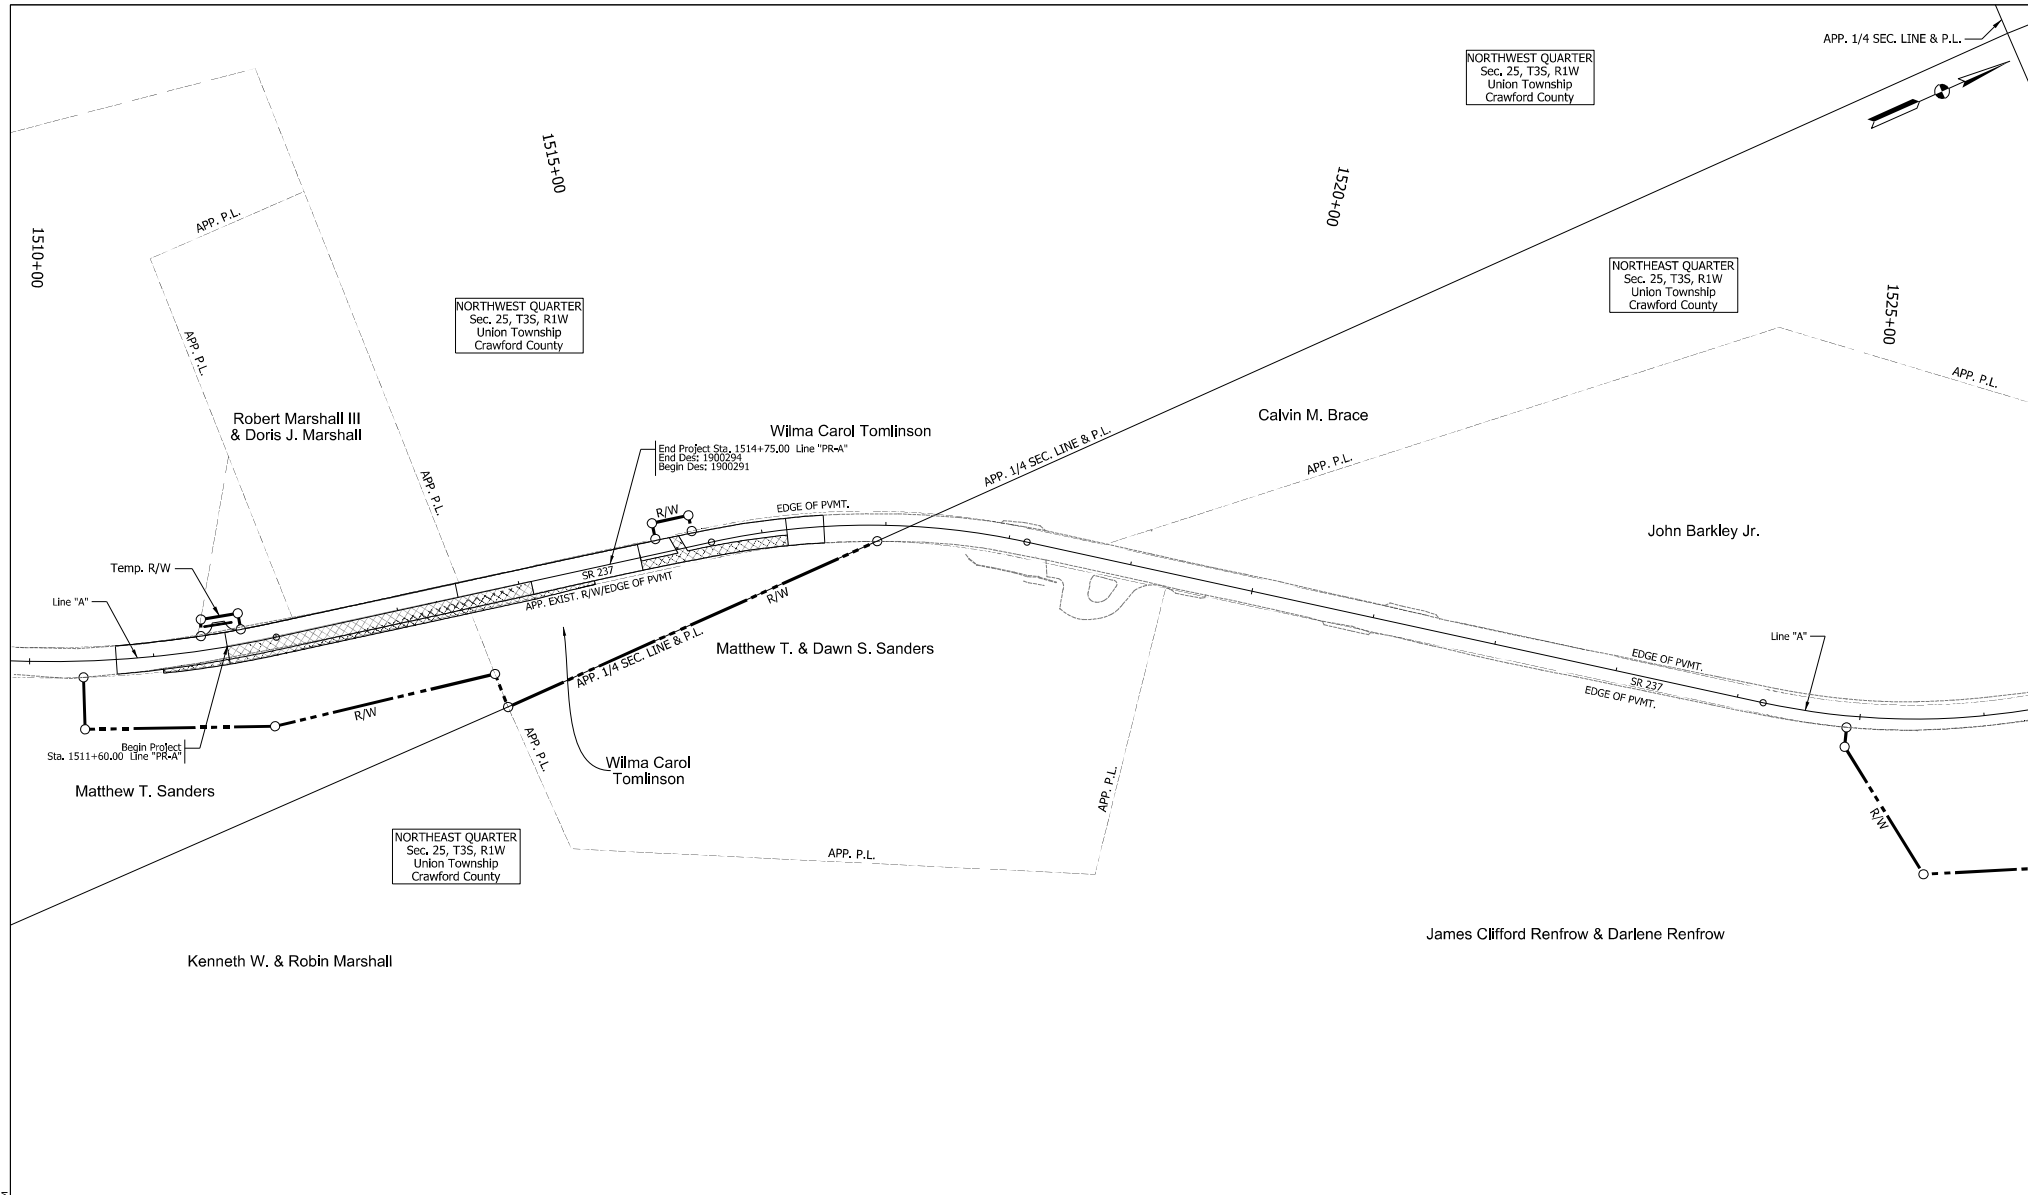 APP. 1/4 SEC. LINE & P.L.
NORTHWEST QUARTER
Sec. 25, T3S, R1W
Union Township
Crawford County
1515+00
1520+00
APP. P.L.
1510+00
NORTHEAST QUARTER
Sec. 25, T3S, R1W
Union Township
Crawford County
1525+00
NORTHWEST QUARTER
Sec. 25, T3S, R1W
Union Township
Crawford County
APP. P.L.
APP. P.L.
Robert Marshall III
& Doris J. Marshall
Wilma Carol Tomlinson
Calvin M. Brace
End Project Sta. 1514+75.00 Line "PR-A"
End Des: 1900294
Begin Des: 1900291
APP. 1/4 SEC. LINE & P.L.
APP. P.L.
APP. P.L.
R/W
EDGE OF PVMT.
John Barkley Jr.
Temp. R/W
SR 237
APP. EXIST. R/W/EDGE OF PVMT
Line "A"
R/W
Line "A"
Matthew T. & Dawn S. Sanders
APP. 1/4 SEC. LINE & P.L.
EDGE OF PVMT.
SR 237
EDGE OF PVMT.
R/W
Begin Project
Sta. 1511+60.00 Line "PR-A"
APP. P.L.
Wilma Carol
Tomlinson
Matthew T. Sanders
APP. P.L.
R/W
NORTHEAST QUARTER
Sec. 25, T3S, R1W
Union Township
Crawford County
APP. P.L.
James Clifford Renfrow & Darlene Renfrow
Kenneth W. & Robin Marshall